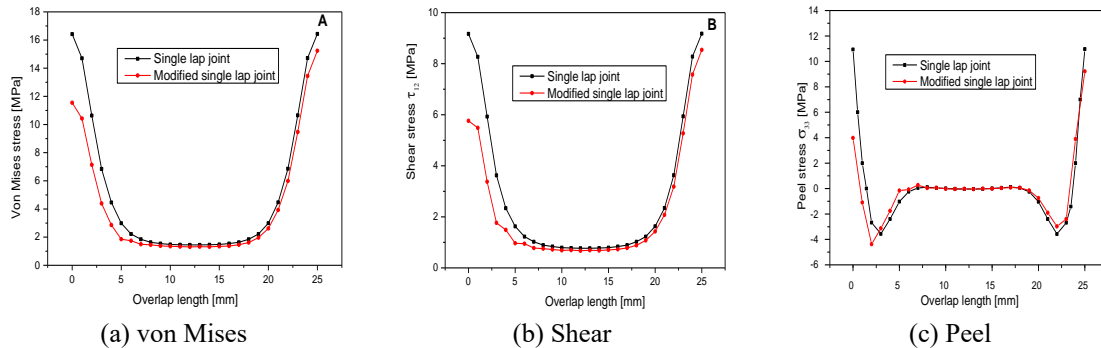 A
Single lap joint
Modified single lap joint
Von Mises stress [MPa]
18
16
14
12
10
8
6
4
2
0
0 5 10 15 20 25
Overlap length [mm]
(a) von Mises
B
Single lap joint
Modified single lap joint
Shear stress τ12 [MPa]
10
8
6
4
2
0
0 5 10 15 20 25
Overlap length [mm]
(b) Shear
Single lap joint
Modified single lap joint
Peel stress σ33 [MPa]
14
12
10
8
6
4
2
0
-2
-4
-6
0 5 10 15 20 25
Overlap length [mm]
(c) Peel